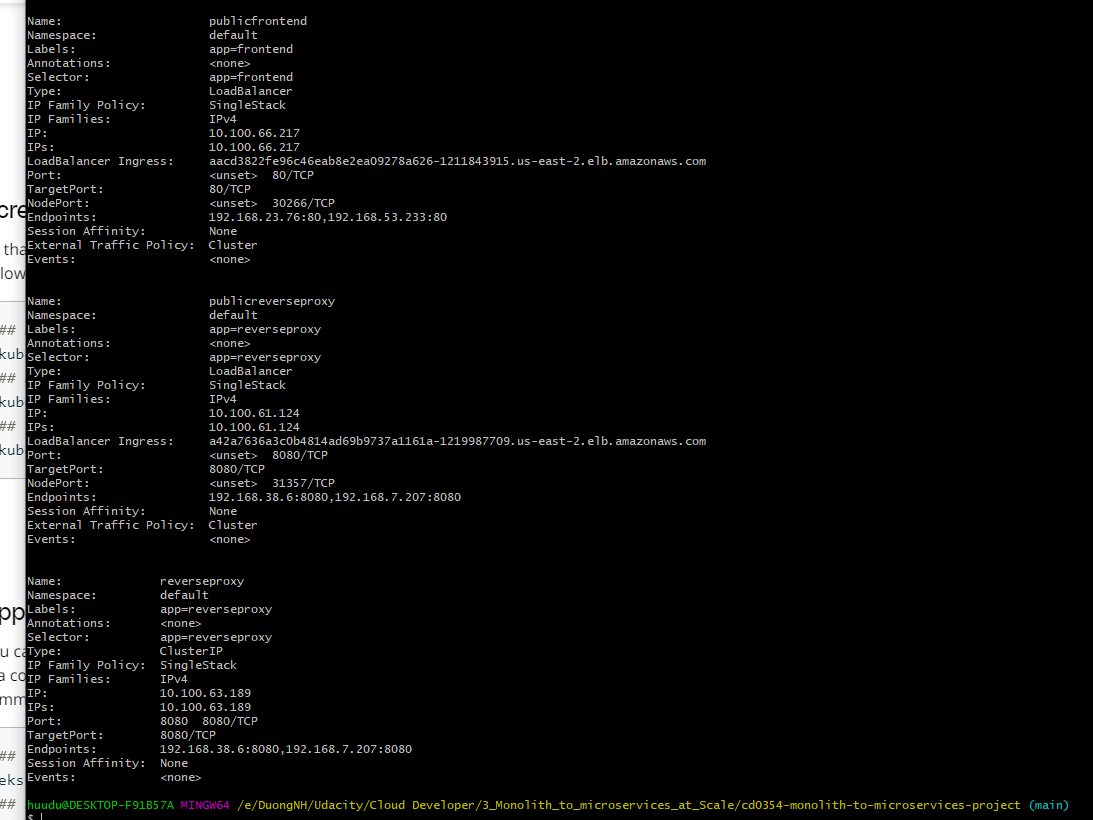 Name: publicfrontend
Namespace: default
Labels: app=frontend
Annotations: <none>
Selector: app=frontend
Type: LoadBalancer
IP Family Policy: SingleStack
IP Families: IPv4
IP: 10.100.66.217
IPs: 10.100.66.217
LoadBalancer Ingress: aacd3822fe96c46eab8e2ea09278a626-1211843915.us-east-2.elb.amazonaws.com
Port: <unset> 80/TCP
TargetPort: 80/TCP
NodePort: <unset> 30266/TCP
Endpoints: 192.168.23.76:80,192.168.53.233:80
Session Affinity: None
External Traffic Policy: Cluster
Events: <none>
Name: publicreverseproxy
Namespace: default
Labels: app=reverseproxy
Annotations: <none>
Selector: app=reverseproxy
Type: LoadBalancer
IP Family Policy: SingleStack
IP Families: IPv4
IP: 10.100.61.124
IPs: 10.100.61.124
LoadBalancer Ingress: a42a7636a3c0b4814ad69b9737a1161a-1219987709.us-east-2.elb.amazonaws.com
Port: <unset> 8080/TCP
TargetPort: 8080/TCP
NodePort: <unset> 31357/TCP
Endpoints: 192.168.38.6:8080,192.168.7.207:8080
Session Affinity: None
External Traffic Policy: Cluster
Events: <none>
Name: reverseproxy
Namespace: default
Labels: app=reverseproxy
Annotations: <none>
Selector: app=reverseproxy
Type: ClusterIP
IP Family Policy: SingleStack
IP Families: IPv4
IP: 10.100.63.189
IPs: 10.100.63.189
Port: 8080 8080/TCP
TargetPort: 8080/TCP
Endpoints: 192.168.38.6:8080,192.168.7.207:8080
Session Affinity: None
Events: <none>
huudu@DESKTOP-F91B57A MINGW64 /e/DuongNH/Udacity/Cloud Developer/3_Monolith_to_microservices_at_Scale/cd0354-monolith-to-microservices-project (main)
$
cre
tha
low
##
kub
##
kub
##
kub
pp
u ca
a co
mm
##
eks
##